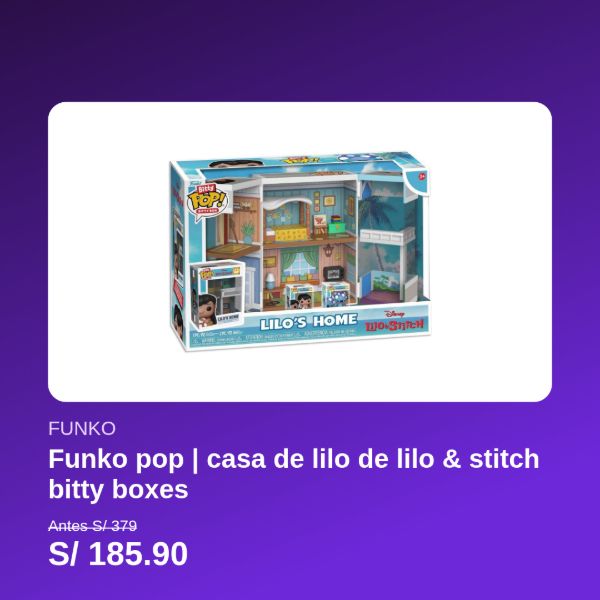 Bitty
POP!
3+
LILO'S HOME
Disney
LILO & STITCH
FUNKO
Funko pop | casa de lilo de lilo & stitch
bitty boxes
Antes S/ 379
S/ 185.90